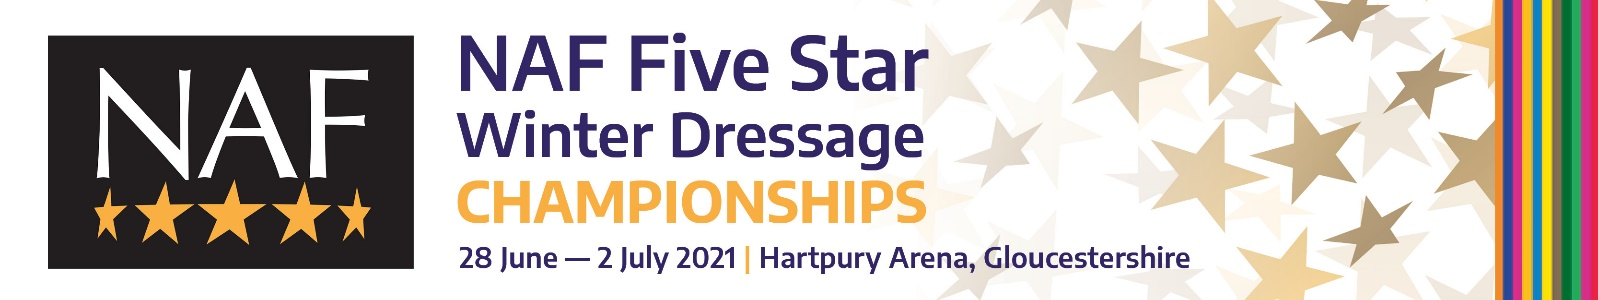 NAF
NAF Five Star
Winter Dressage
CHAMPIONSHIPS
28 June — 2 July 2021 | Hartpury Arena, Gloucestershire